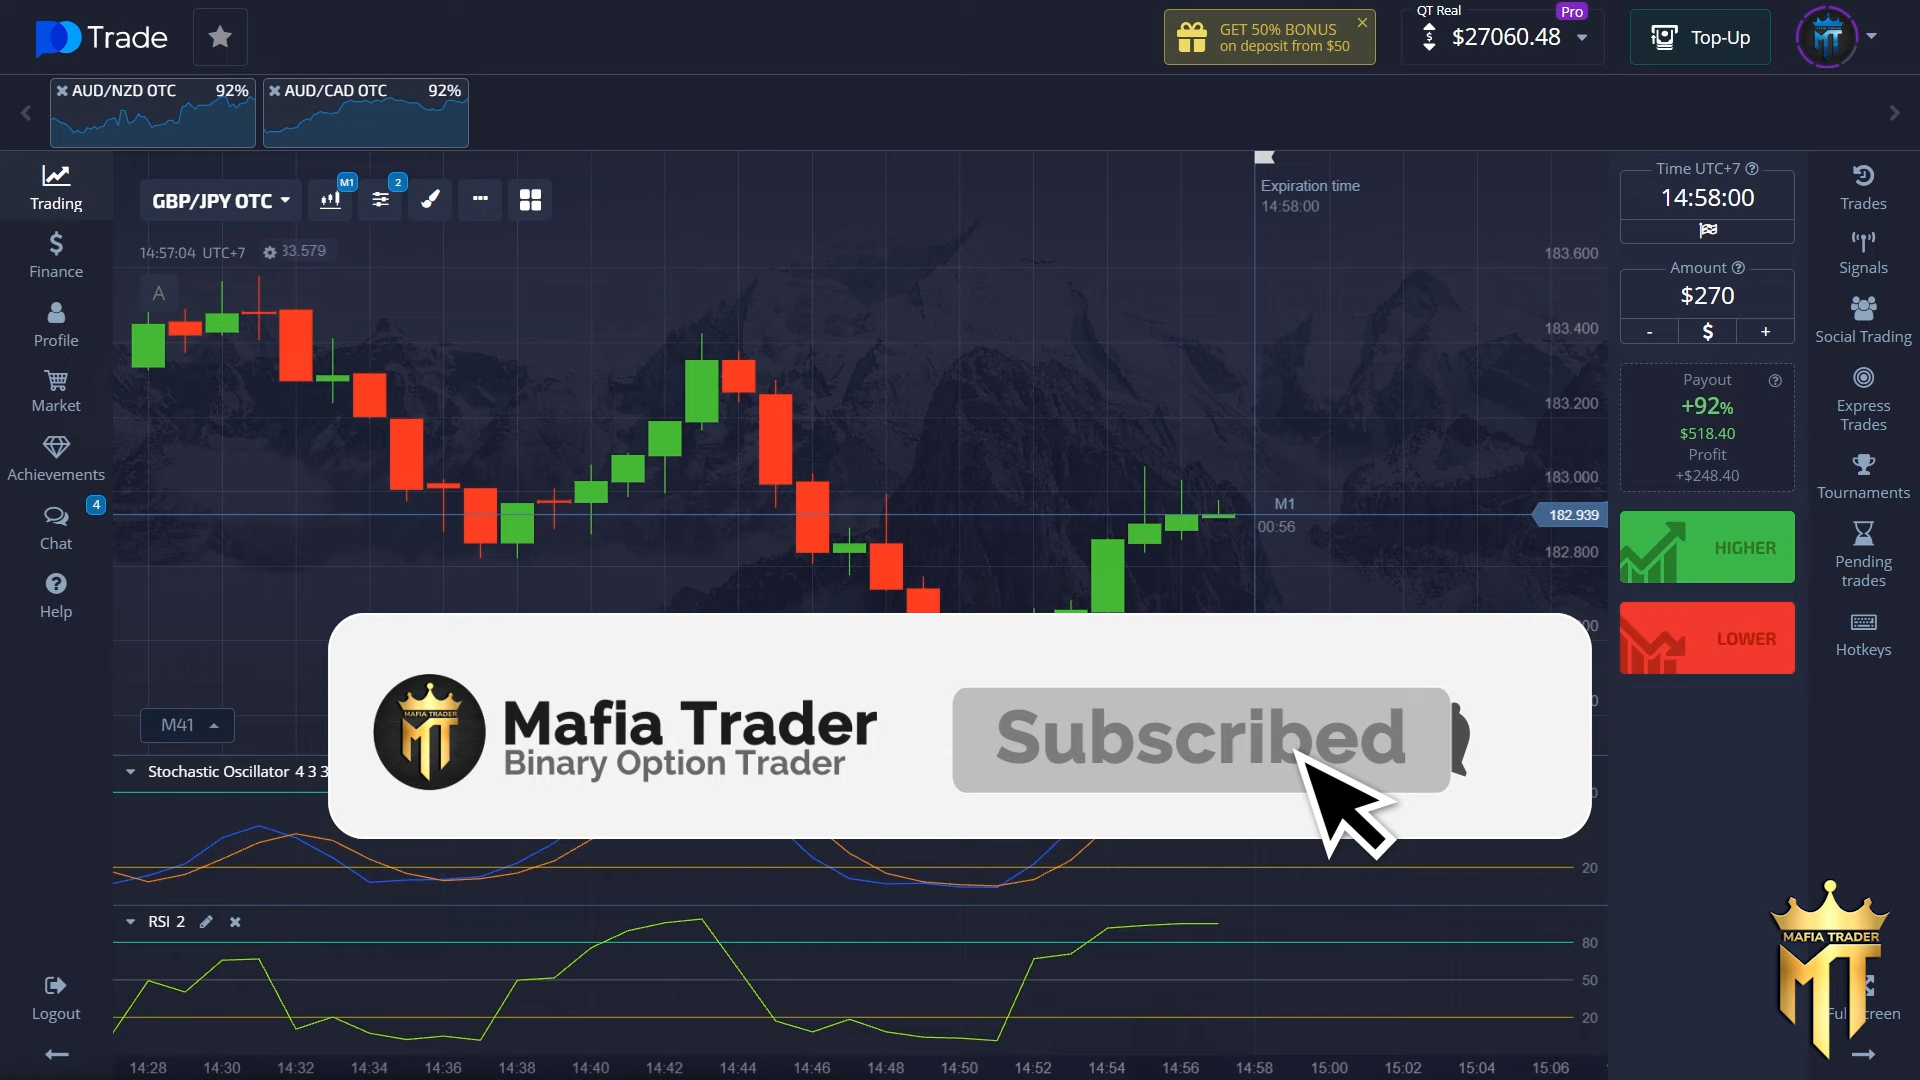 Trade
GET 50% BONUS
on deposit from $50
QT Real
Pro
$27060.48
Top-Up
MT
AUD/NZD OTC 92%
AUD/CAD OTC 92%
Trading
Finance
Profile
Market
Achievements
4
Chat
Help
Logout
GBP/JPY OTC
M1
2
14:57:04 UTC+7
33.579
A
Expiration time
14:58:00
183.600
183.400
183.200
183.000
182.939
182.800
M1
00:56
M41
Time UTC+7
14:58:00
Amount
$270
- $ +
Payout
+92%
$518.40
Profit
+$248.40
HIGHER
LOWER
Trades
Signals
Social Trading
Express
Trades
Tournaments
Pending
trades
Hotkeys
MAFIA TRADER
MT
Mafia Trader
Binary Option Trader
Subscribed
Stochastic Oscillator 4 3 3
20
RSI 2
80
50
20
14:28 14:30 14:32 14:34 14:36 14:38 14:40 14:42 14:44 14:46 14:48 14:50 14:52 14:54 14:56 14:58 15:00 15:02 15:04 15:06
MAFIA TRADER
MT